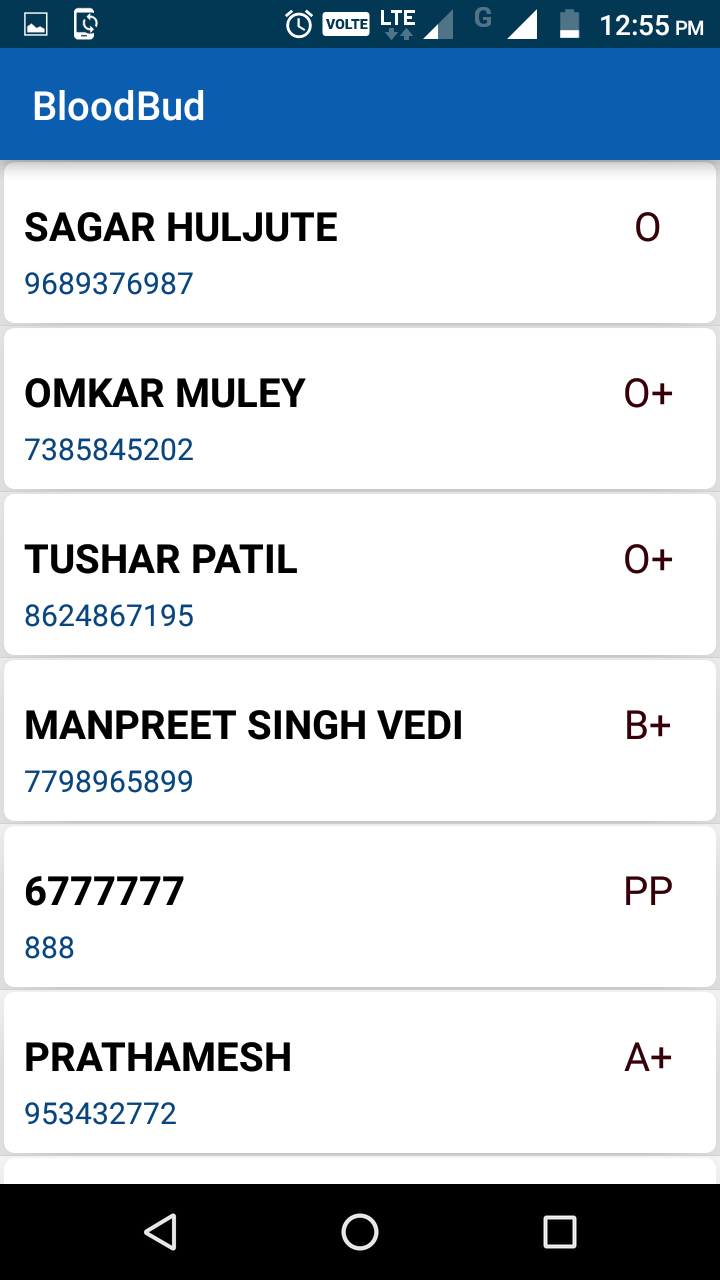 VOLTE LTE G 12:55 PM
BloodBud
SAGAR HULJUTE O
9689376987
OMKAR MULEY O+
7385845202
TUSHAR PATIL O+
8624867195
MANPREET SINGH VEDI B+
7798965899
6777777 PP
888
PRATHAMESH A+
953432772